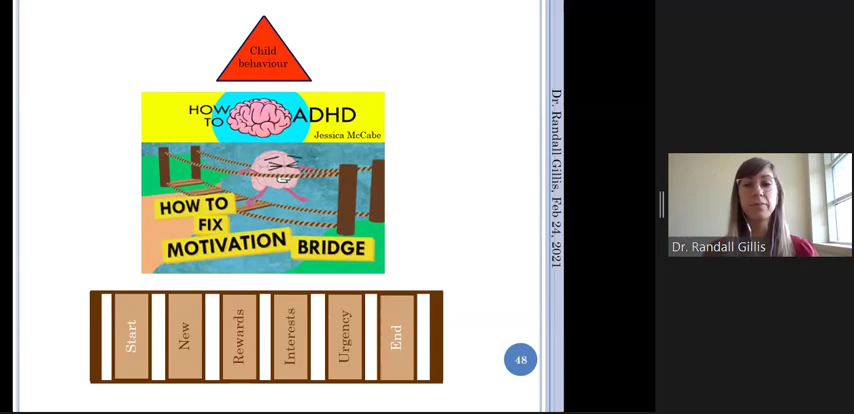 Child
behaviour
HOW
TO
ADHD
Jessica McCabe
HOW TO
FIX
MOTIVATION BRIDGE
Start
New
Rewards
Interests
Urgency
End
48
Dr. Randall Gillis, Feb 24, 2021
Dr. Randall Gillis